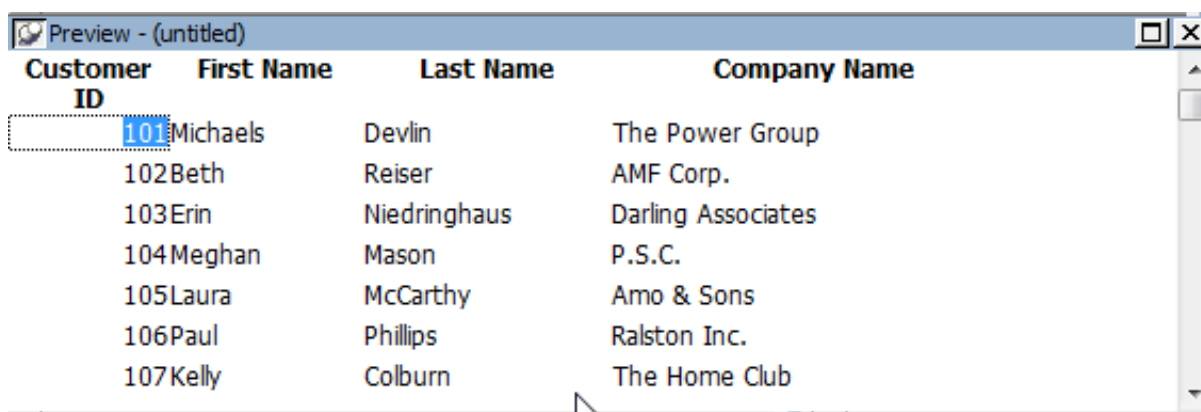 Preview - (untitled)
Customer ID First Name Last Name Company Name
101 Michaels Devlin The Power Group
102 Beth Reiser AMF Corp.
103 Erin Niedringhaus Darling Associates
104 Meghan Mason P.S.C.
105 Laura McCarthy Amo & Sons
106 Paul Phillips Ralston Inc.
107 Kelly Colburn The Home Club